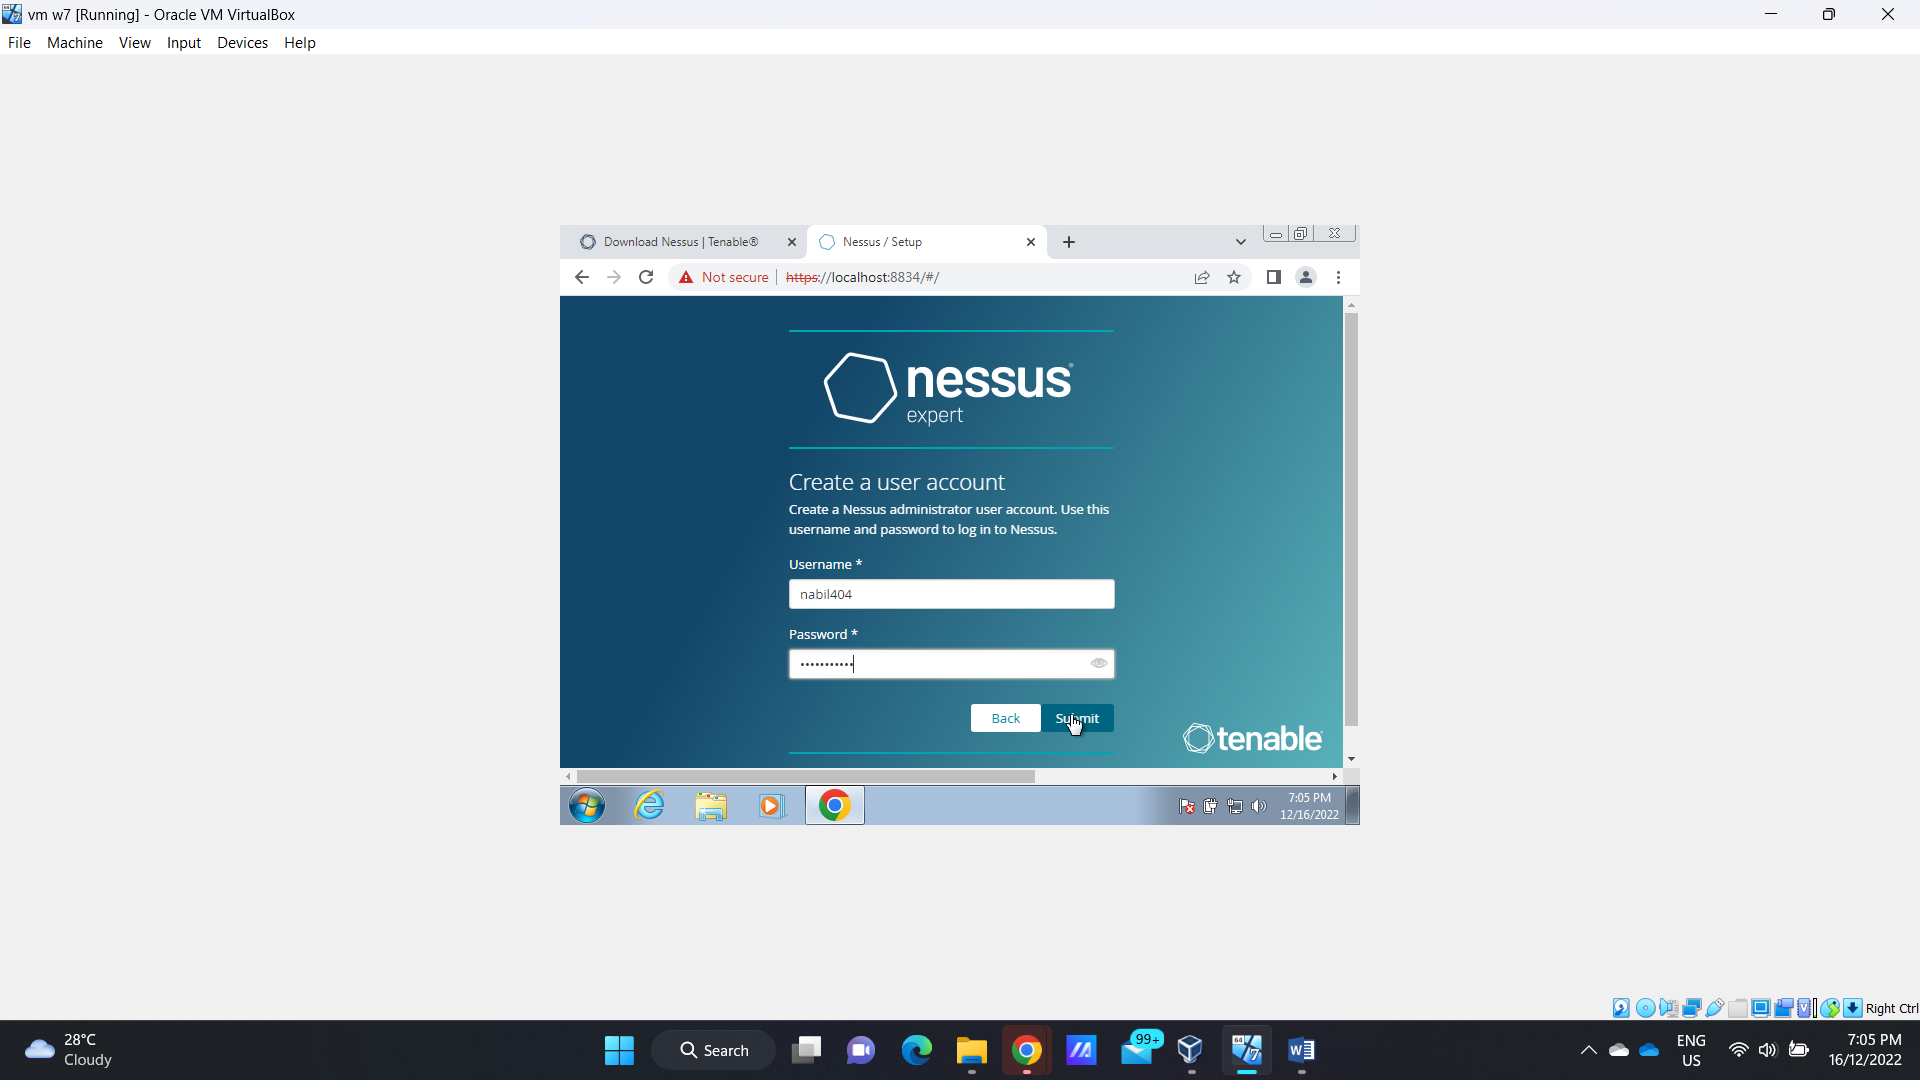 vm w7 [Running] - Oracle VM VirtualBox
File Machine View Input Devices Help
Download Nessus | Tenable®
Nessus / Setup
Not secure https://localhost:8834/#/
nessus
expert
Create a user account
Create a Nessus administrator user account. Use this
username and password to log in to Nessus.
Username *
nabil404
Password *
•••••••••••
Back Submit
tenable
7:05 PM
12/16/2022
Right Ctrl
28°C
Cloudy
Search
99+
64
7
ENG
US
7:05 PM
16/12/2022